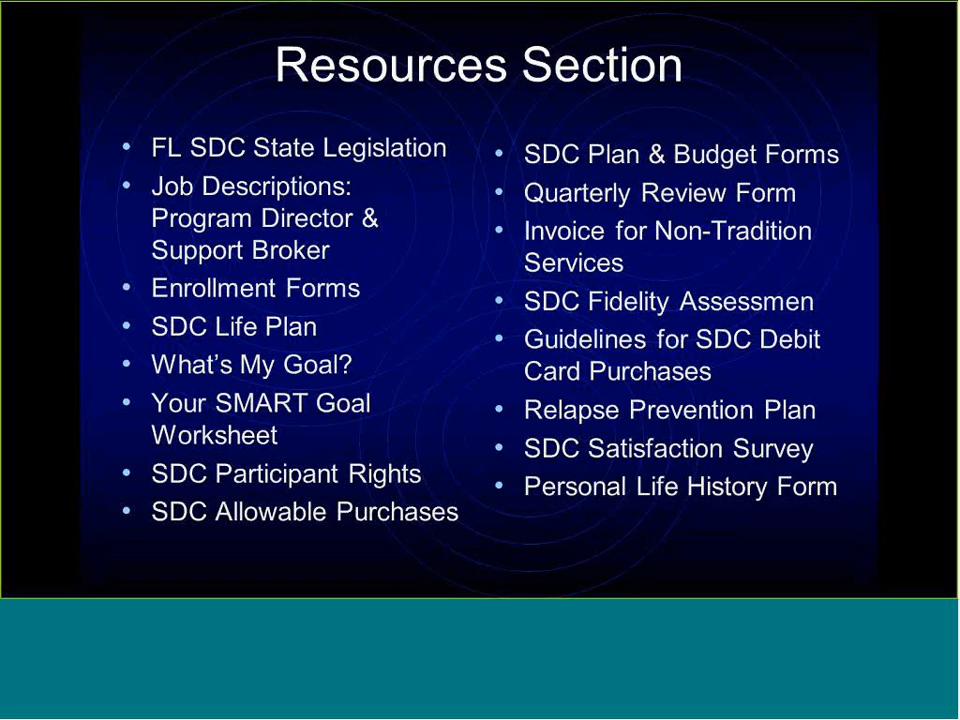 Resources Section
• FL SDC State Legislation
• Job Descriptions:
Program Director &
Support Broker
• Enrollment Forms
• SDC Life Plan
• What's My Goal?
• Your SMART Goal
Worksheet
• SDC Participant Rights
• SDC Allowable Purchases
• SDC Plan & Budget Forms
• Quarterly Review Form
• Invoice for Non-Tradition
Services
• SDC Fidelity Assessmen
• Guidelines for SDC Debit
Card Purchases
• Relapse Prevention Plan
• SDC Satisfaction Survey
• Personal Life History Form